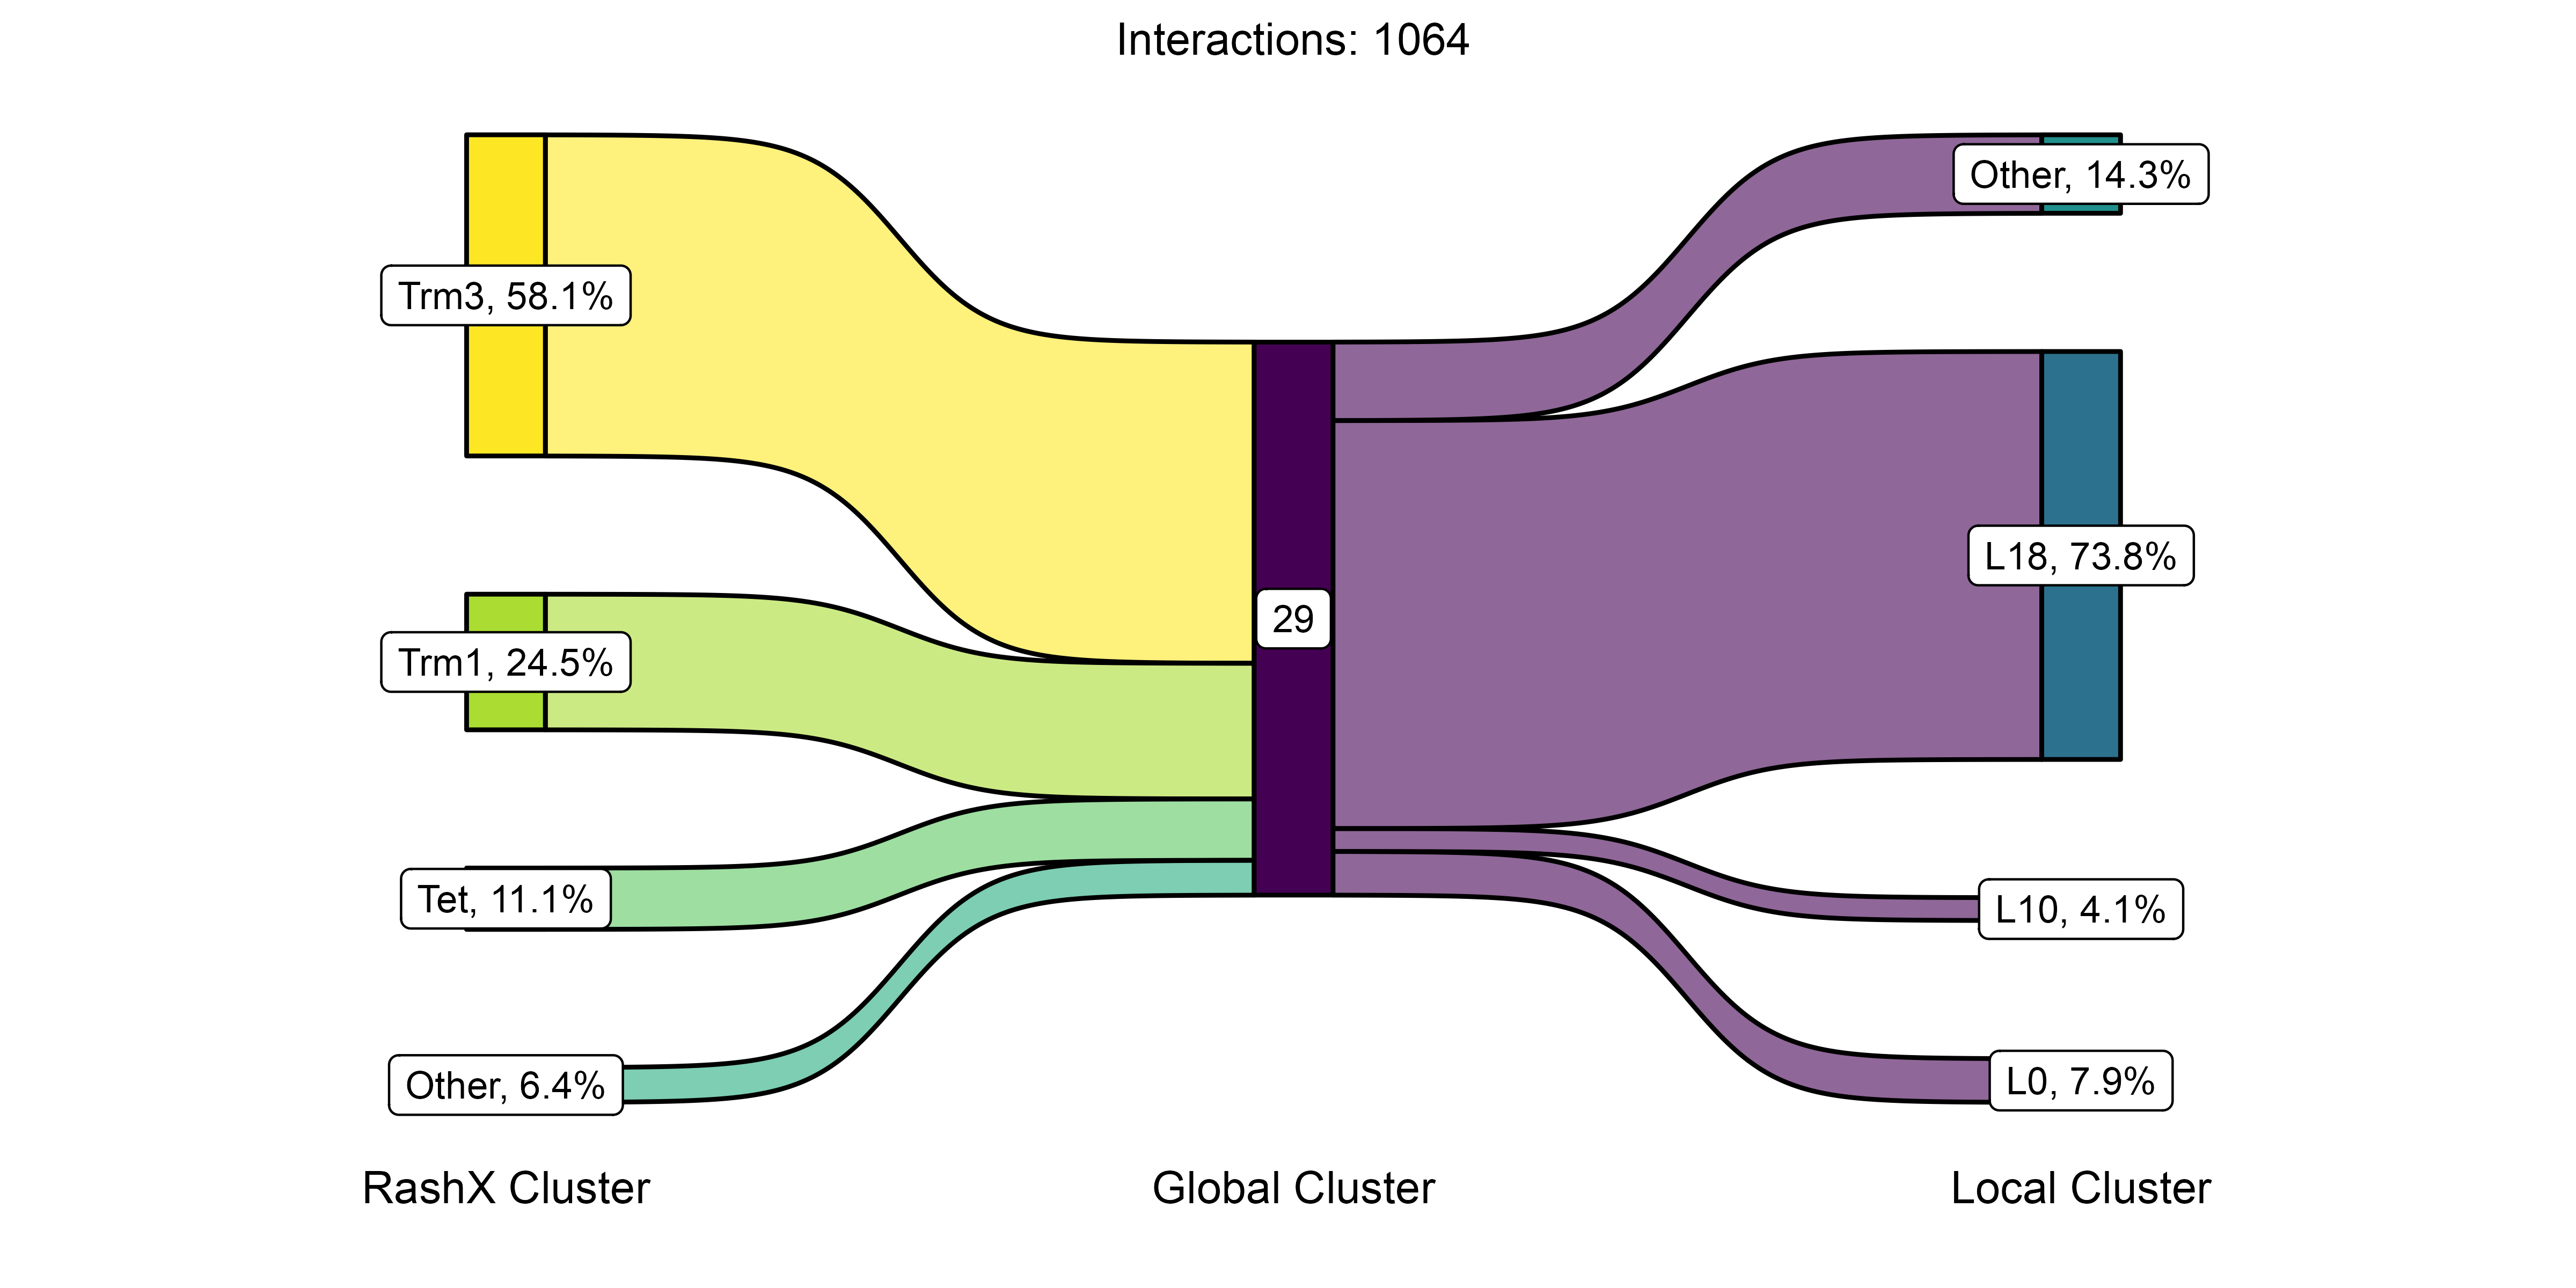 Interactions: 1064
Other, 14.3%
Trm3, 58.1%
L18, 73.8%
29
Trm1, 24.5%
Tet, 11.1%
L10, 4.1%
Other, 6.4%
L0, 7.9%
RashX Cluster
Global Cluster
Local Cluster